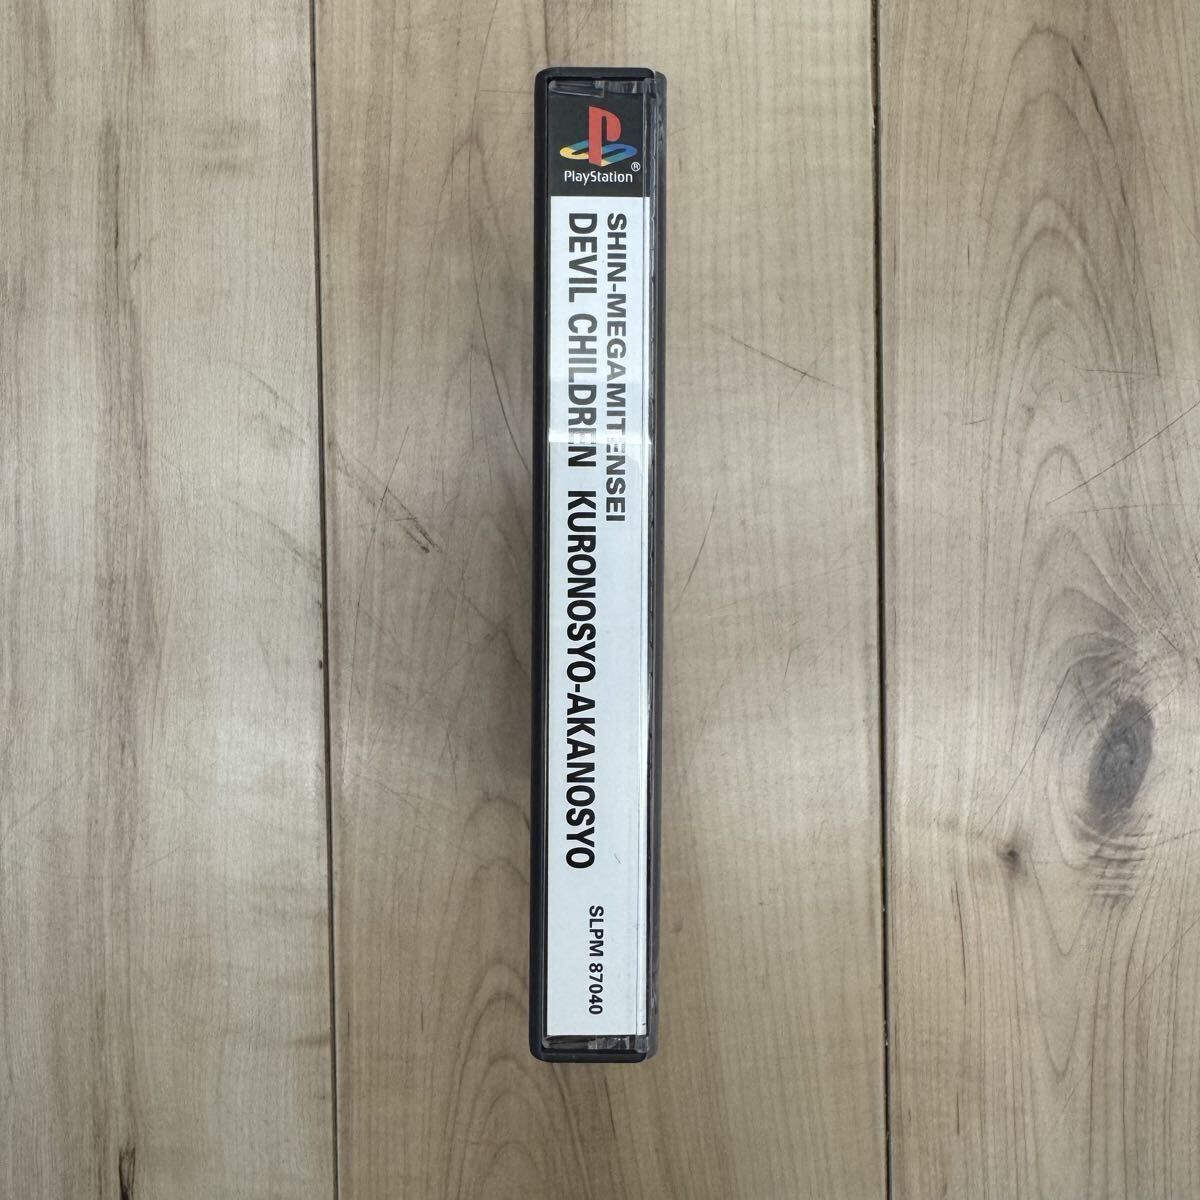 PlayStation®
SHIN-MEGAMITENSEI
DEVIL CHILDREN KURONOSYO-AKANOSYO
SLPM 87040